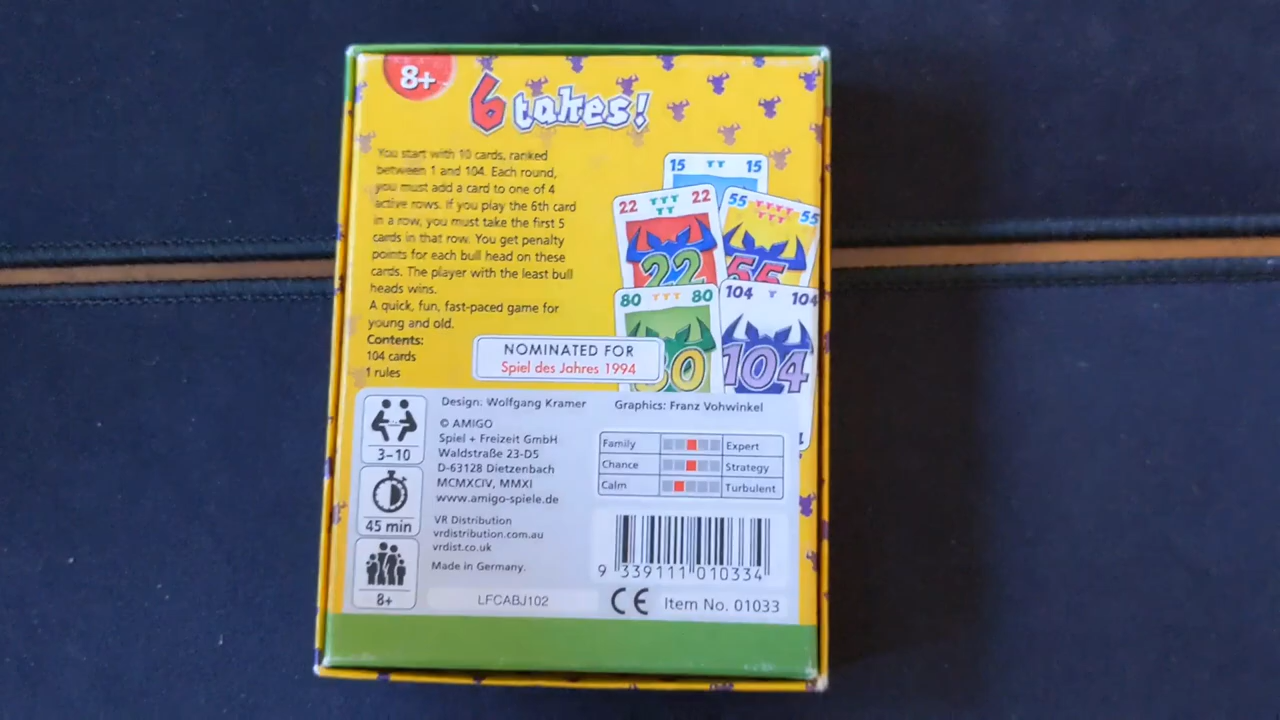 8+
6 takes!
You start with 10 cards, ranked
between 1 and 104. Each round,
you must add a card to one of 4
active rows. If you play the 6th card
in a row, you must take the first 5
cards in that row. You get penalty
points for each bull head on these
cards. The player with the least bull
heads wins.
A quick, fun, fast-paced game for
young and old.
Contents:
104 cards
1 rules
15 15
22 22
22
55 55
55
80 80
80
104 104
104
NOMINATED FOR
Spiel des Jahres 1994
Design: Wolfgang Kramer
Graphics: Franz Vohwinkel
3–10
45 min
8+
© AMIGO
Spiel + Freizeit GmbH
Waldstraße 23-D5
D-63128 Dietzenbach
MCMXCIV, MMXI
www.amigo-spiele.de
VR Distribution
vrdistribution.com.au
vrdist.co.uk
Made in Germany.
LFCABJ102
Family Expert
Chance Strategy
Calm Turbulent
9 339111 010334
CE Item No. 01033